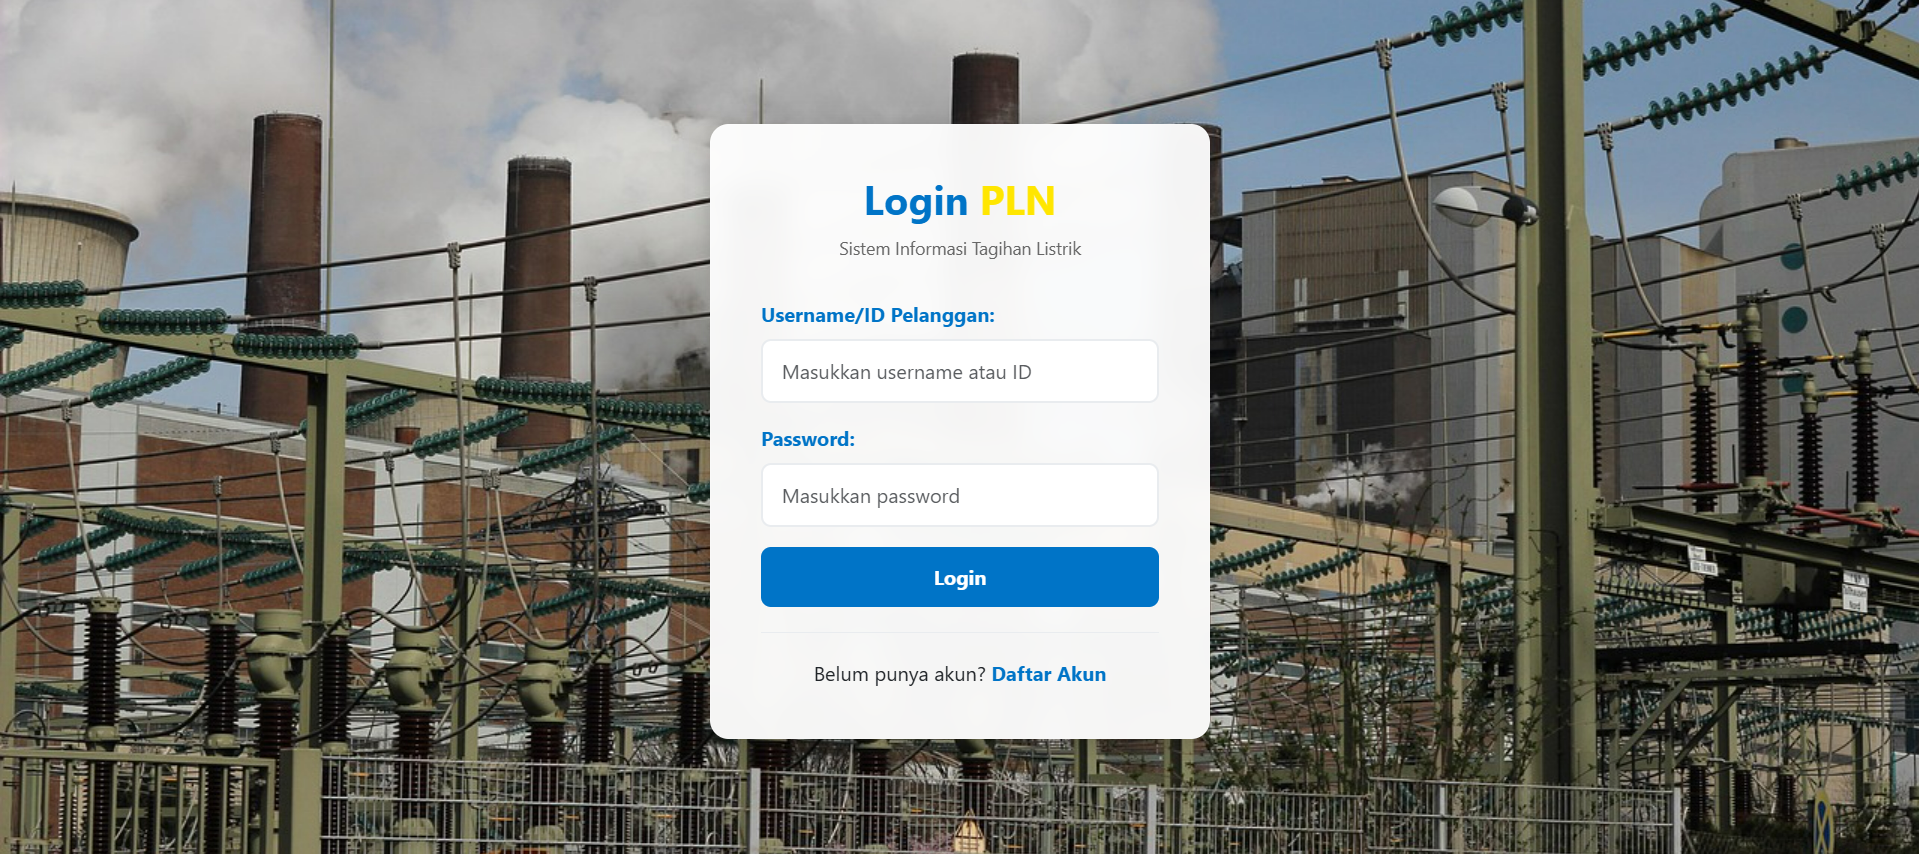 Login PLN
Sistem Informasi Tagihan Listrik
Username/ID Pelanggan:
Masukkan username atau ID
Password:
Masukkan password
Login
Belum punya akun? Daftar Akun